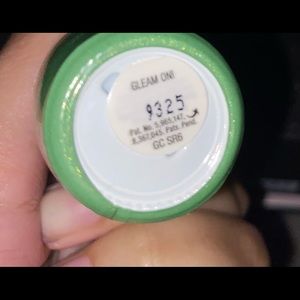 GLEAM ON!
9325
Pat. No. 5,965,147,
8,367,045. Pats. Pend.
GC SR6